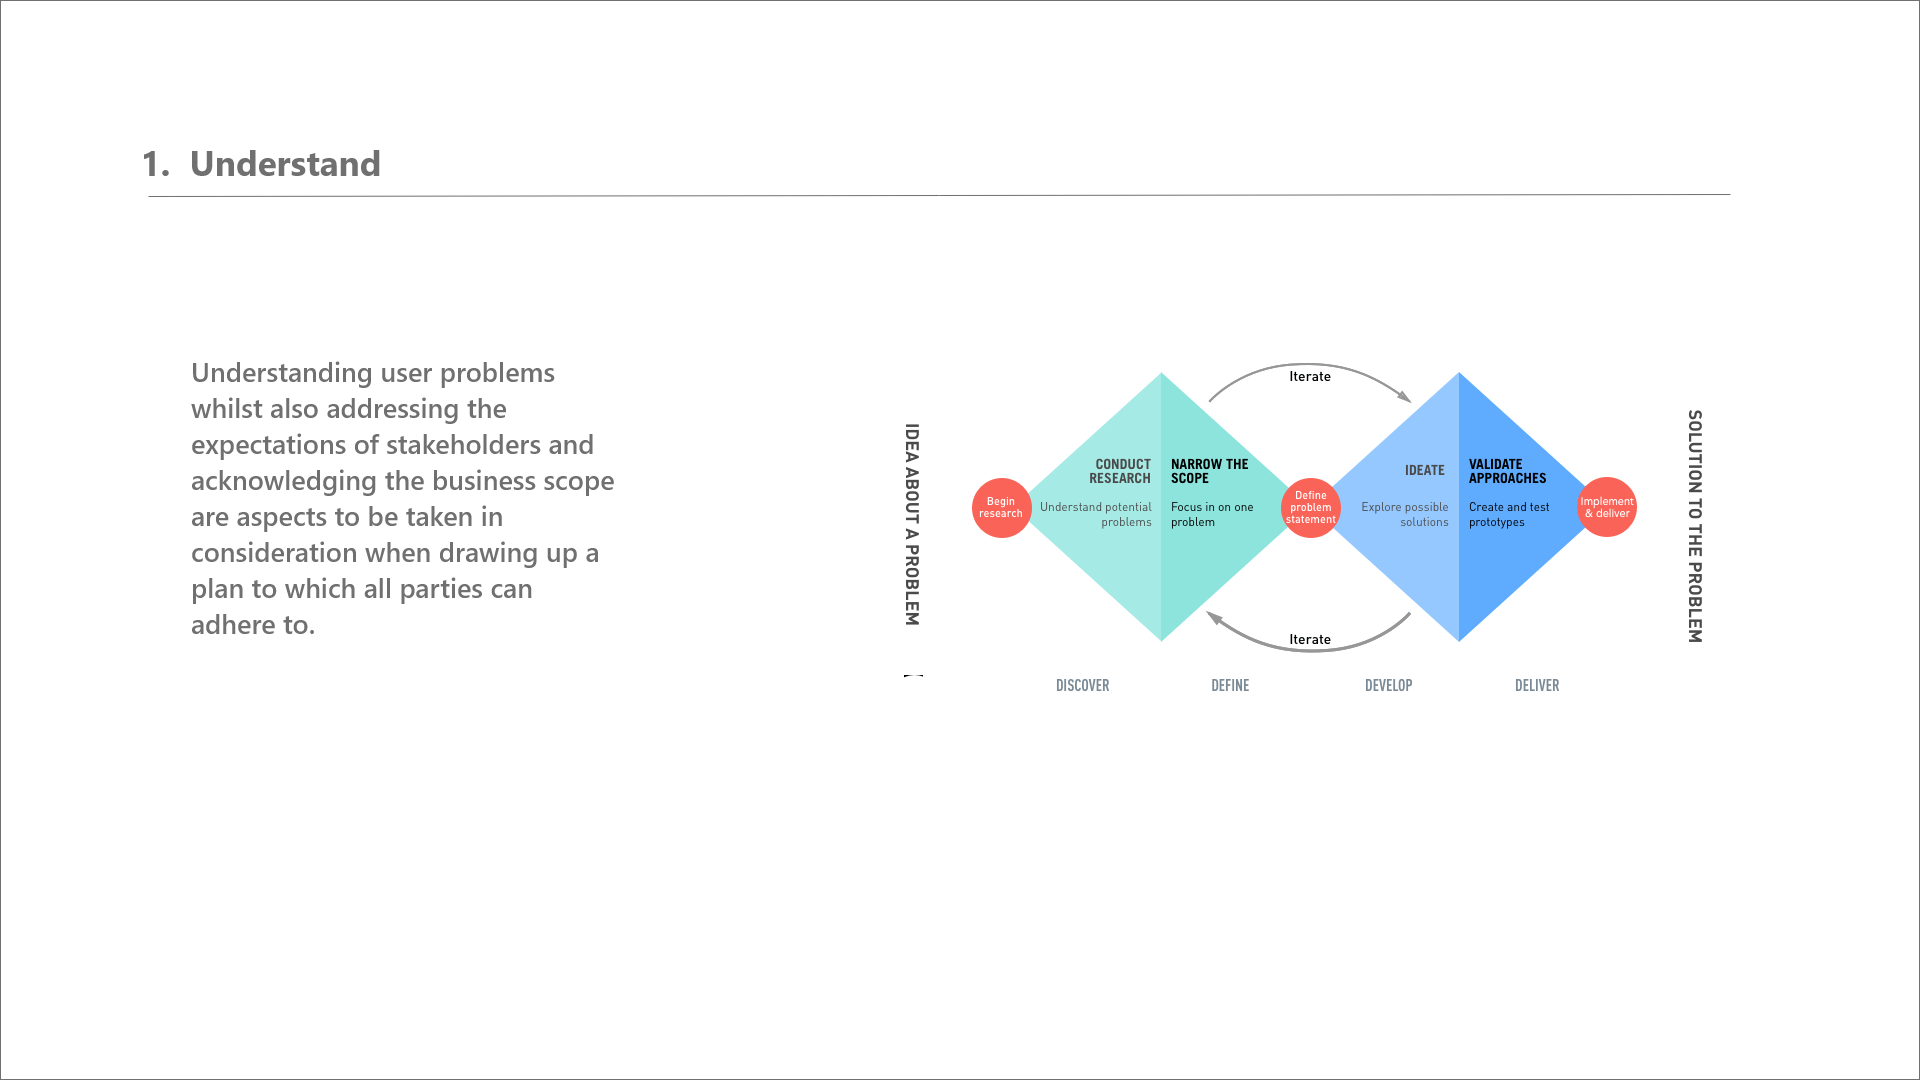 1. Understand
Understanding user problems
whilst also addressing the
expectations of stakeholders and
acknowledging the business scope
are aspects to be taken in
consideration when drawing up a
plan to which all parties can
adhere to.
IDEA ABOUT A PROBLEM
Begin
research
CONDUCT
RESEARCH
Understand potential
problems
NARROW THE
SCOPE
Focus in on one
problem
Iterate
Define
problem
statement
Iterate
IDEATE
Explore possible
solutions
VALIDATE
APPROACHES
Create and test
prototypes
Implement
& deliver
SOLUTION TO THE PROBLEM
DISCOVER
DEFINE
DEVELOP
DELIVER